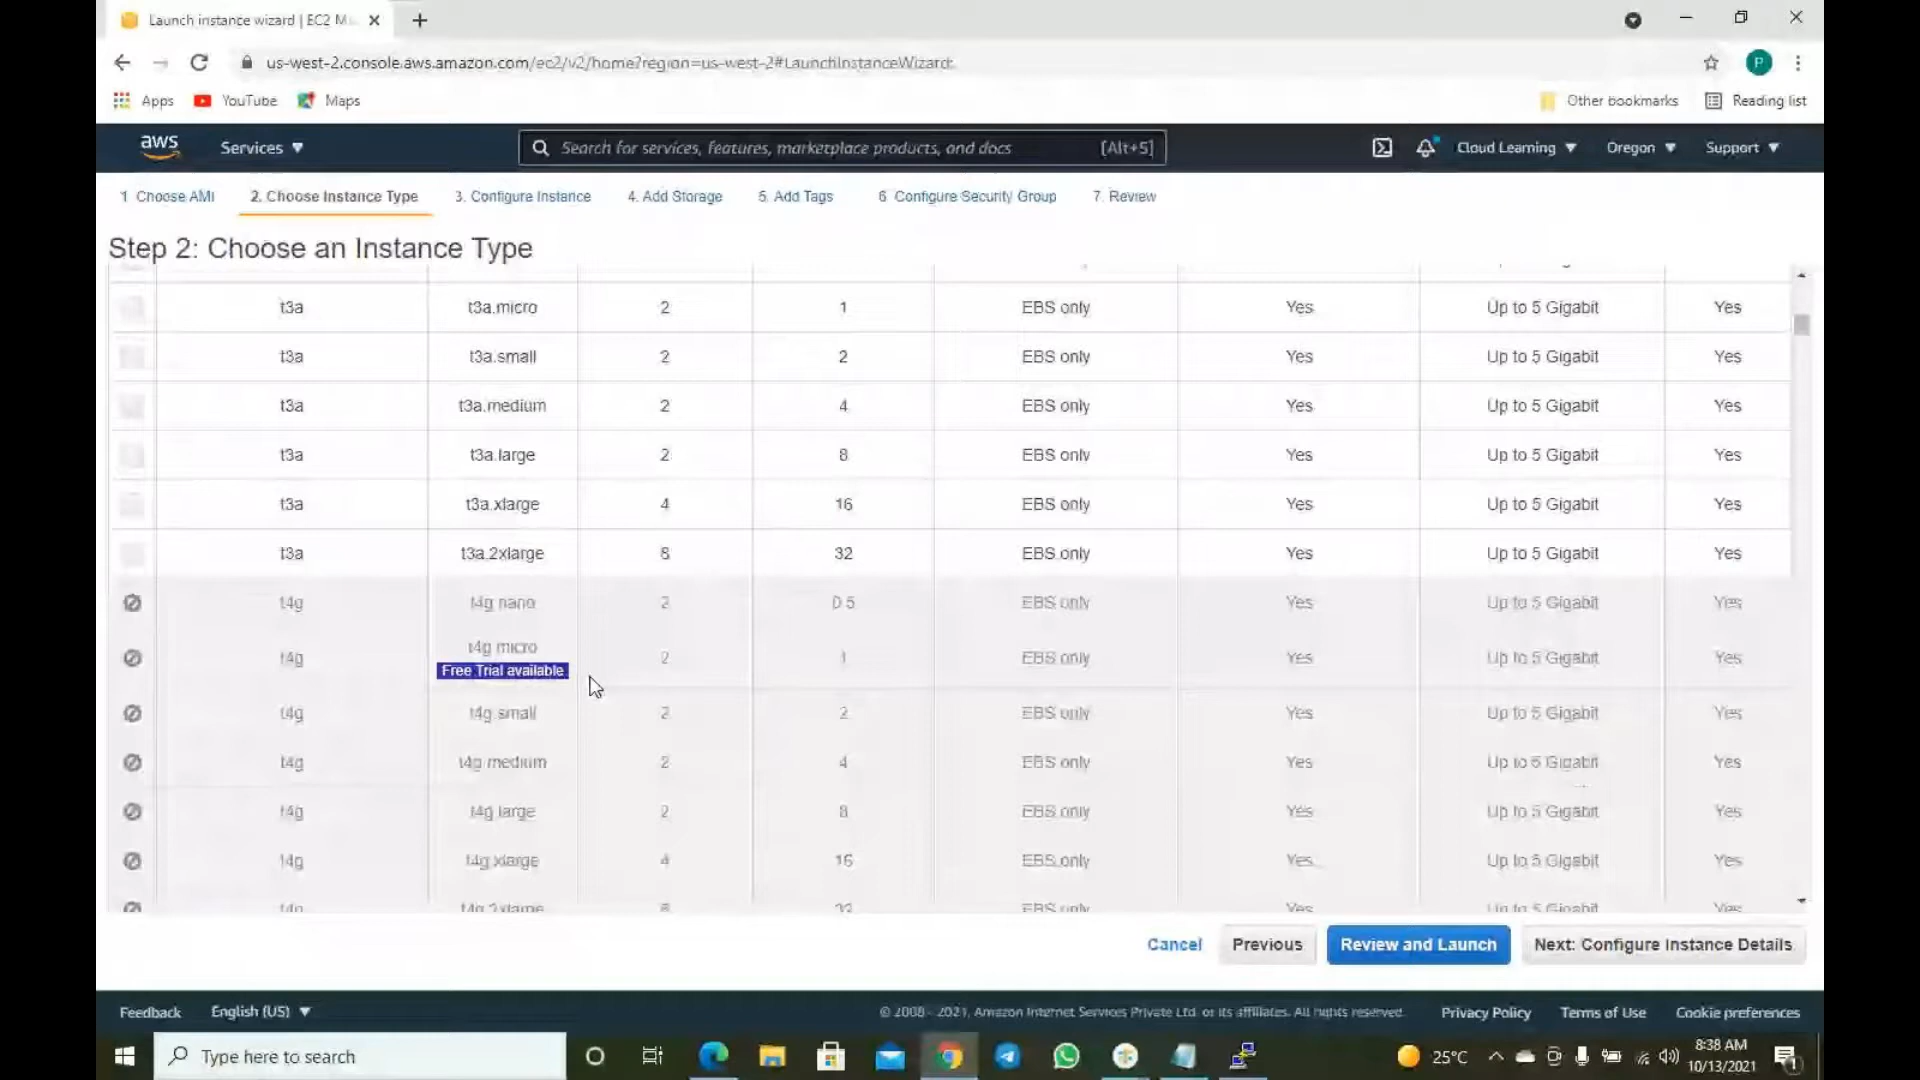 Launch instance wizard | EC2 M
us-west-2.console.aws.amazon.com/ec2/v2/home?region=us-west-2#LaunchInstanceWizard:
Apps YouTube Maps Other bookmarks Reading list
aws Services Search for services, features, marketplace products, and docs [Alt+S] Cloud Learning Oregon Support
1 Choose AMI 2. Choose Instance Type 3. Configure Instance 4. Add Storage 5 Add Tags 6 Configure Security Group 7. Review
Step 2: Choose an Instance Type
t3a t3a.micro 2 1 EBS only Yes Up to 5 Gigabit Yes
t3a t3a.small 2 2 EBS only Yes Up to 5 Gigabit Yes
t3a t3a.medium 2 4 EBS only Yes Up to 5 Gigabit Yes
t3a t3a.large 2 8 EBS only Yes Up to 5 Gigabit Yes
t3a t3a.xlarge 4 16 EBS only Yes Up to 5 Gigabit Yes
t3a t3a.2xlarge 8 32 EBS only Yes Up to 5 Gigabit Yes
t4g t4g nano 2 0 5 EBS only Yes Up to 5 Gigabit Yes
t4g t4g micro 2 1 EBS only Yes Up to 5 Gigabit Yes
Free Trial available
t4g t4g.small 2 2 EBS only Yes Up to 5 Gigabit Yes
t4g t4g medium 2 4 EBS only Yes Up to 5 Gigabit Yes
t4g t4g large 2 8 EBS only Yes Up to 5 Gigabit Yes
t4g t4g xlarge 4 16 EBS only Yes Up to 5 Gigabit Yes
Cancel Previous Review and Launch Next: Configure Instance Details
Feedback English (US) © 2008 - 2021, Amazon Internet Services Private Ltd. or its affiliates. All rights reserved. Privacy Policy Terms of Use Cookie preferences
Type here to search 25°C 8:38 AM
10/13/2021